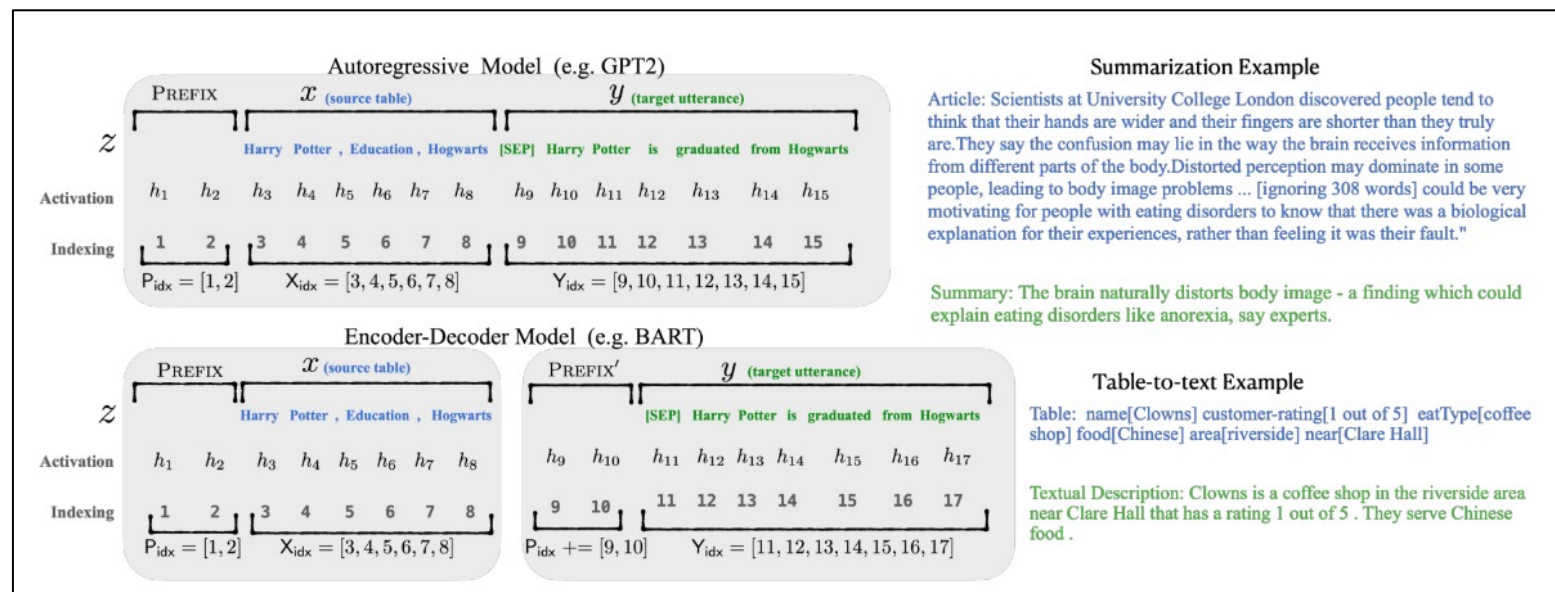 Autoregressive Model (e.g. GPT2)
PREFIX x (source table) y (target utterance)
z
Harry Potter , Education , Hogwarts [SEP] Harry Potter is graduated from Hogwarts
Activation h1 h2 h3 h4 h5 h6 h7 h8 h9 h10 h11 h12 h13 h14 h15
Indexing 1 2 3 4 5 6 7 8 9 10 11 12 13 14 15
Pidx = [1, 2] Xidx = [3, 4, 5, 6, 7, 8] Yidx = [9, 10, 11, 12, 13, 14, 15]
Encoder-Decoder Model (e.g. BART)
PREFIX x (source table) PREFIX′ y (target utterance)
z
Harry Potter , Education , Hogwarts [SEP] Harry Potter is graduated from Hogwarts
Activation h1 h2 h3 h4 h5 h6 h7 h8 h9 h10 h11 h12 h13 h14 h15 h16 h17
Indexing 1 2 3 4 5 6 7 8 9 10 11 12 13 14 15 16 17
Pidx = [1, 2] Xidx = [3, 4, 5, 6, 7, 8] Pidx += [9, 10] Yidx = [11, 12, 13, 14, 15, 16, 17]
Summarization Example
Article: Scientists at University College London discovered people tend to
think that their hands are wider and their fingers are shorter than they truly
are.They say the confusion may lie in the way the brain receives information
from different parts of the body.Distorted perception may dominate in some
people, leading to body image problems ... [ignoring 308 words] could be very
motivating for people with eating disorders to know that there was a biological
explanation for their experiences, rather than feeling it was their fault."
Summary: The brain naturally distorts body image - a finding which could
explain eating disorders like anorexia, say experts.
Table-to-text Example
Table: name[Clowns] customer-rating[1 out of 5] eatType[coffee
shop] food[Chinese] area[riverside] near[Clare Hall]
Textual Description: Clowns is a coffee shop in the riverside area
near Clare Hall that has a rating 1 out of 5 . They serve Chinese
food .